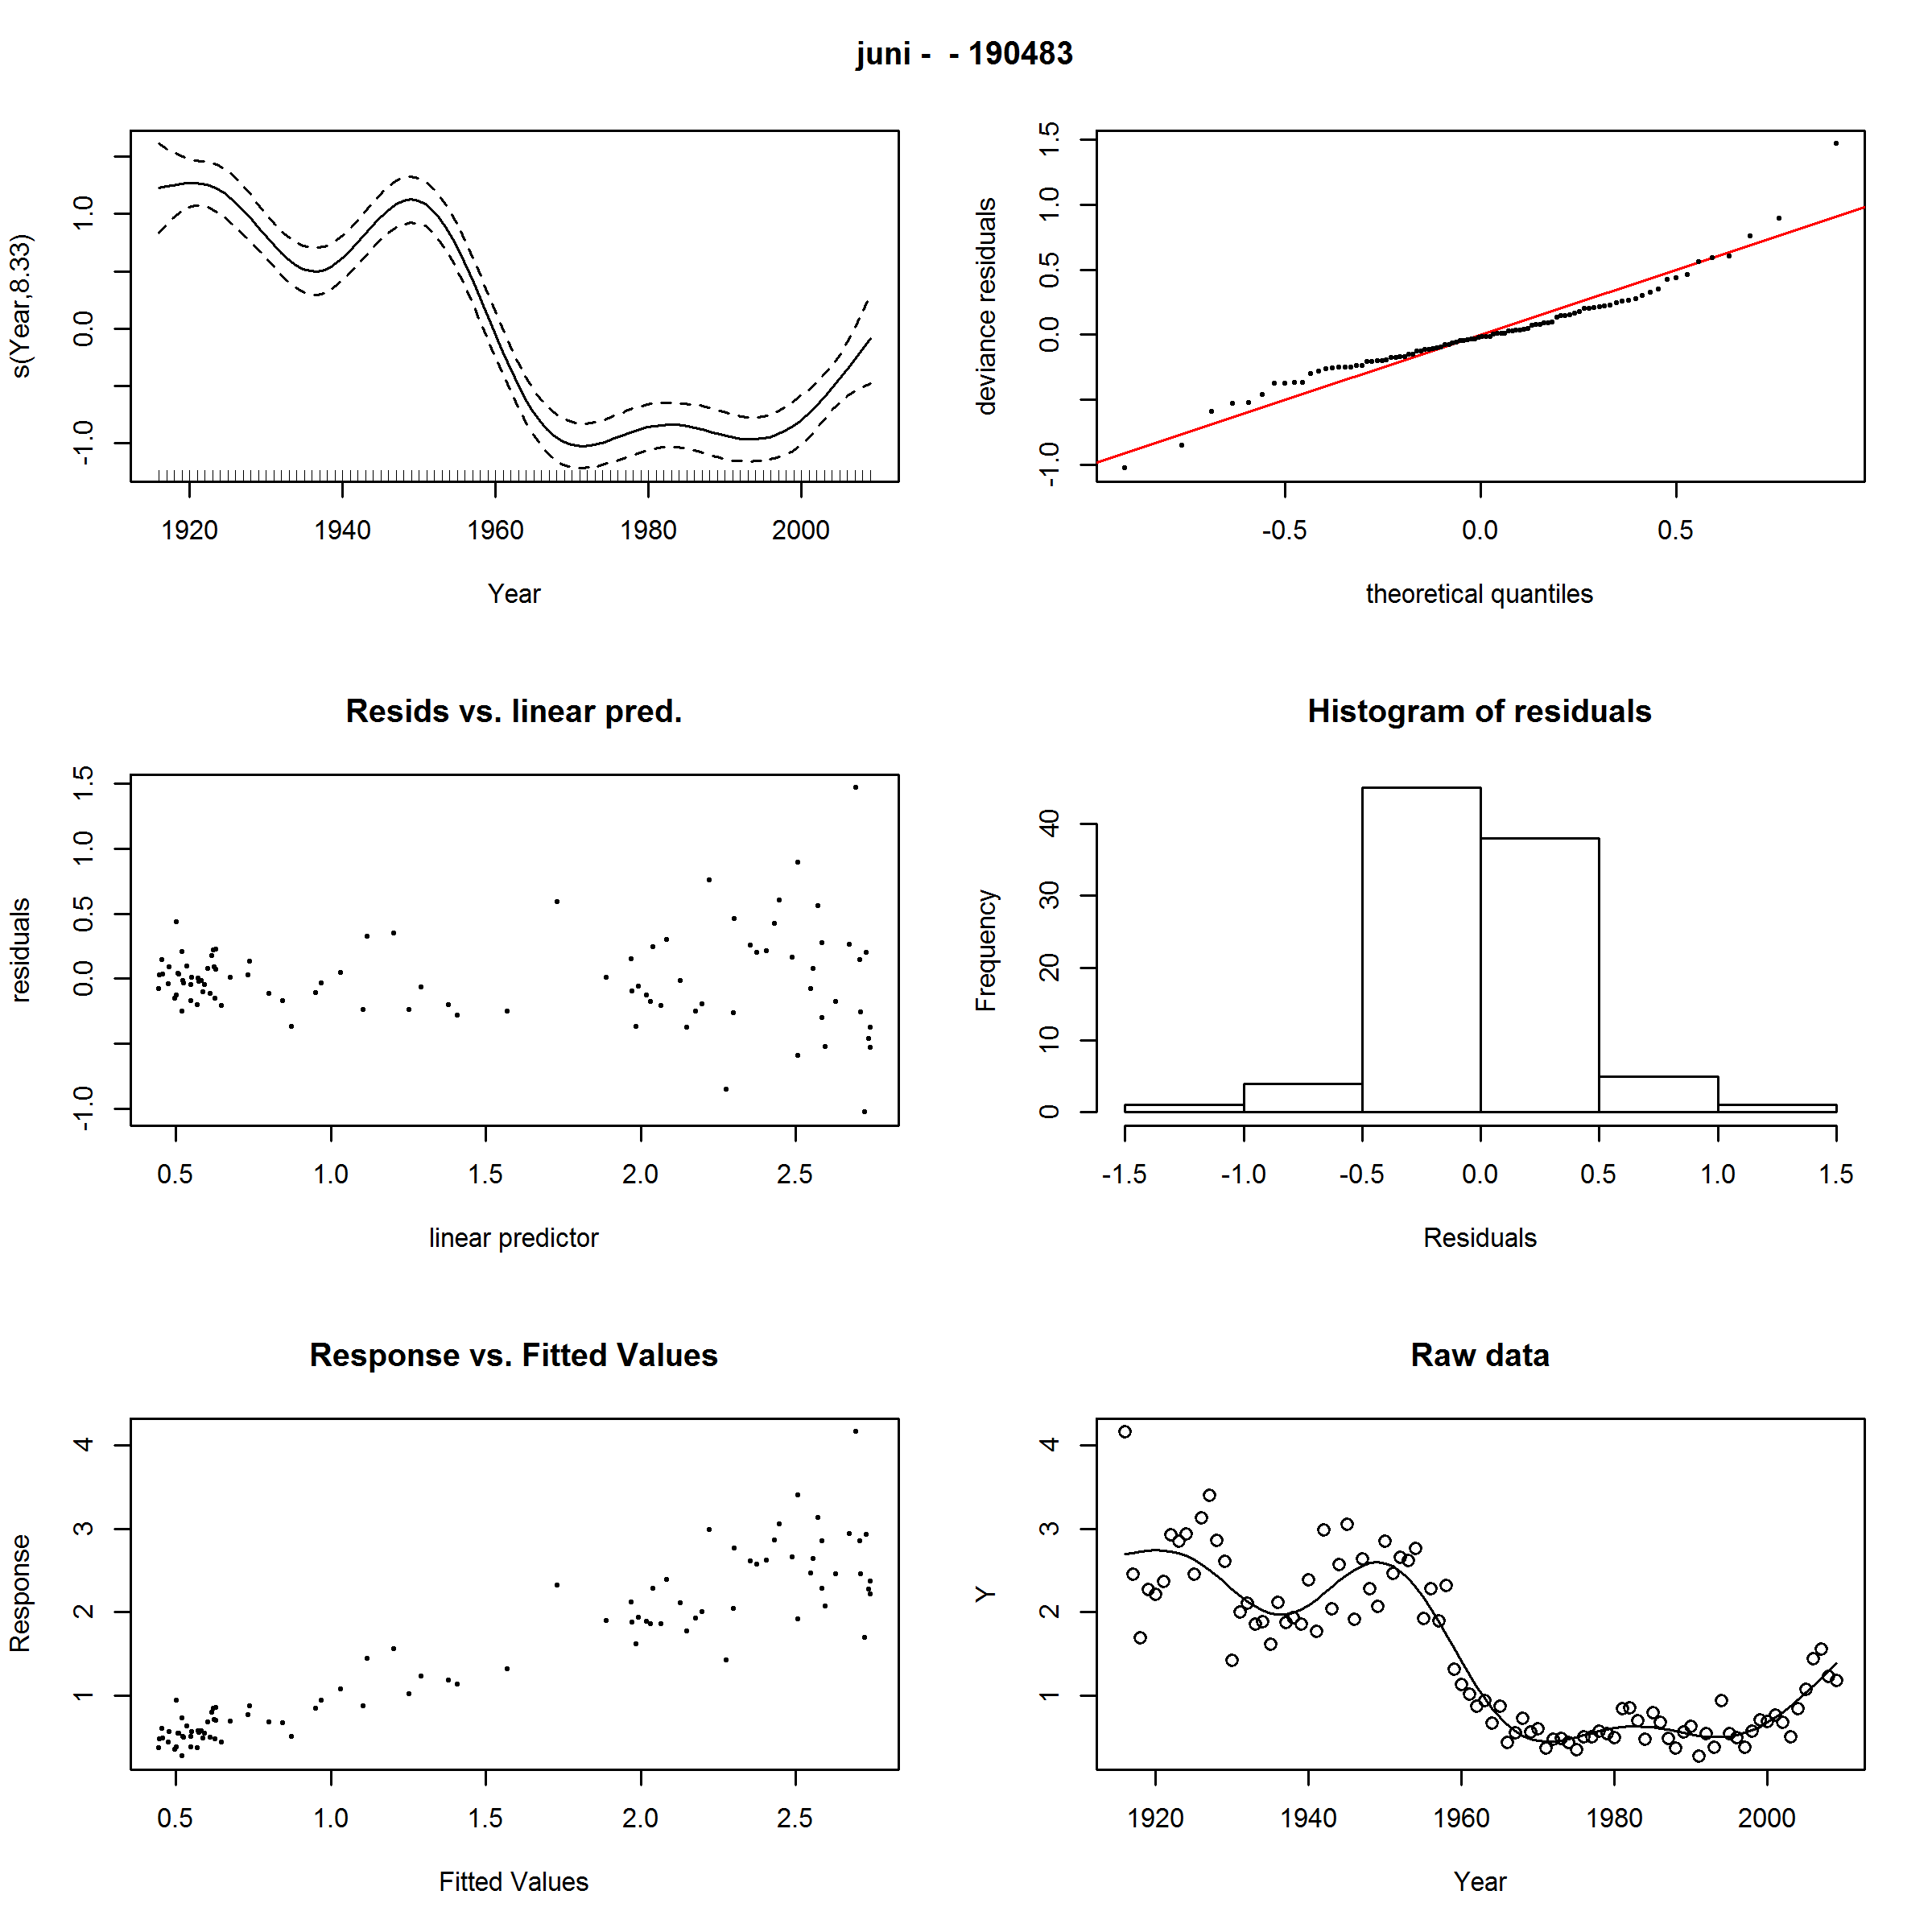 juni -  - 190483
s(Year,8.33)
1.0
0.0
-1.0
1920 1940 1960 1980 2000
Year
deviance residuals
1.5
1.0
0.5
0.0
-1.0
-0.5 0.0 0.5
theoretical quantiles
Resids vs. linear pred.
residuals
1.5
1.0
0.5
0.0
-1.0
0.5 1.0 1.5 2.0 2.5
linear predictor
Histogram of residuals
Frequency
40
30
20
10
0
-1.5 -1.0 -0.5 0.0 0.5 1.0 1.5
Residuals
Response vs. Fitted Values
Response
4
3
2
1
0.5 1.0 1.5 2.0 2.5
Fitted Values
Raw data
Y
4
3
2
1
1920 1940 1960 1980 2000
Year